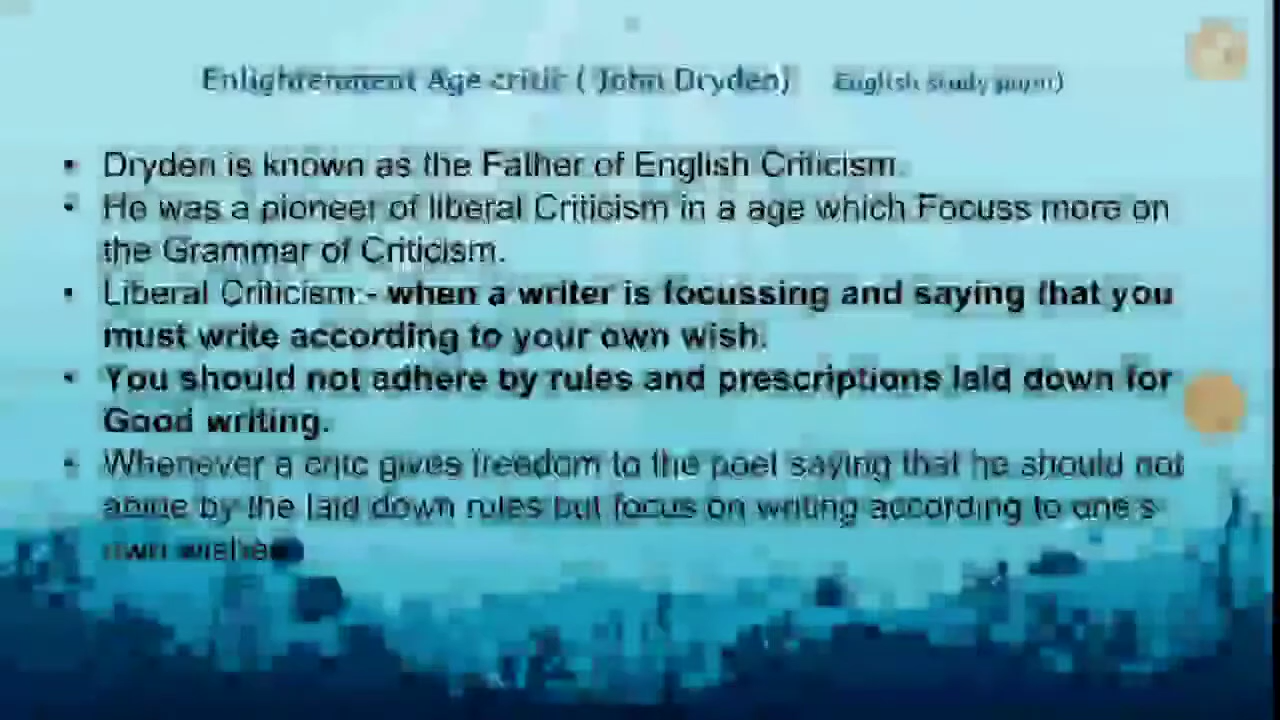 Enlightenment Age critic ( John Dryden) English study point)
• Dryden is known as the Father of English Criticism.
• He was a pioneer of liberal Criticism in a age which Focuss more on
the Grammar of Criticism.
• Liberal Criticism:- when a writer is focussing and saying that you
must write according to your own wish.
• You should not adhere by rules and prescriptions laid down for
Good writing.
• Whenever a critc gives freedom to the poet saying that he should not
abide by the laid down rules but focus on writing according to one's
own wishes